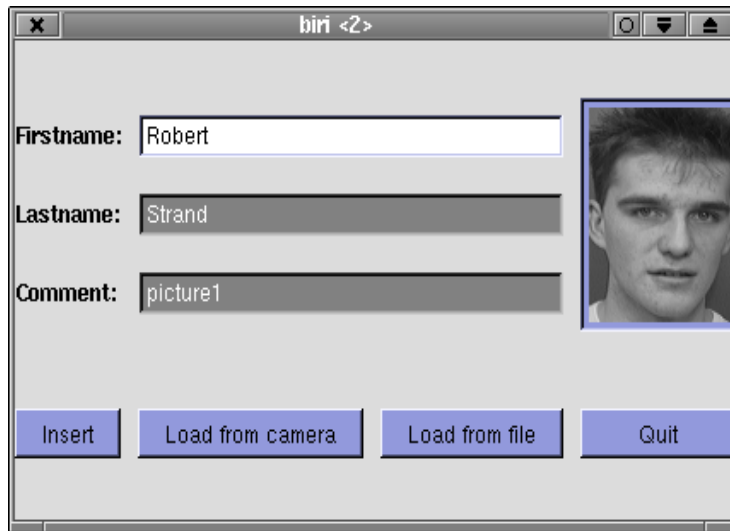 biri <2>
Firstname: Robert
Lastname: Strand
Comment: picture1
Insert Load from camera Load from file Quit